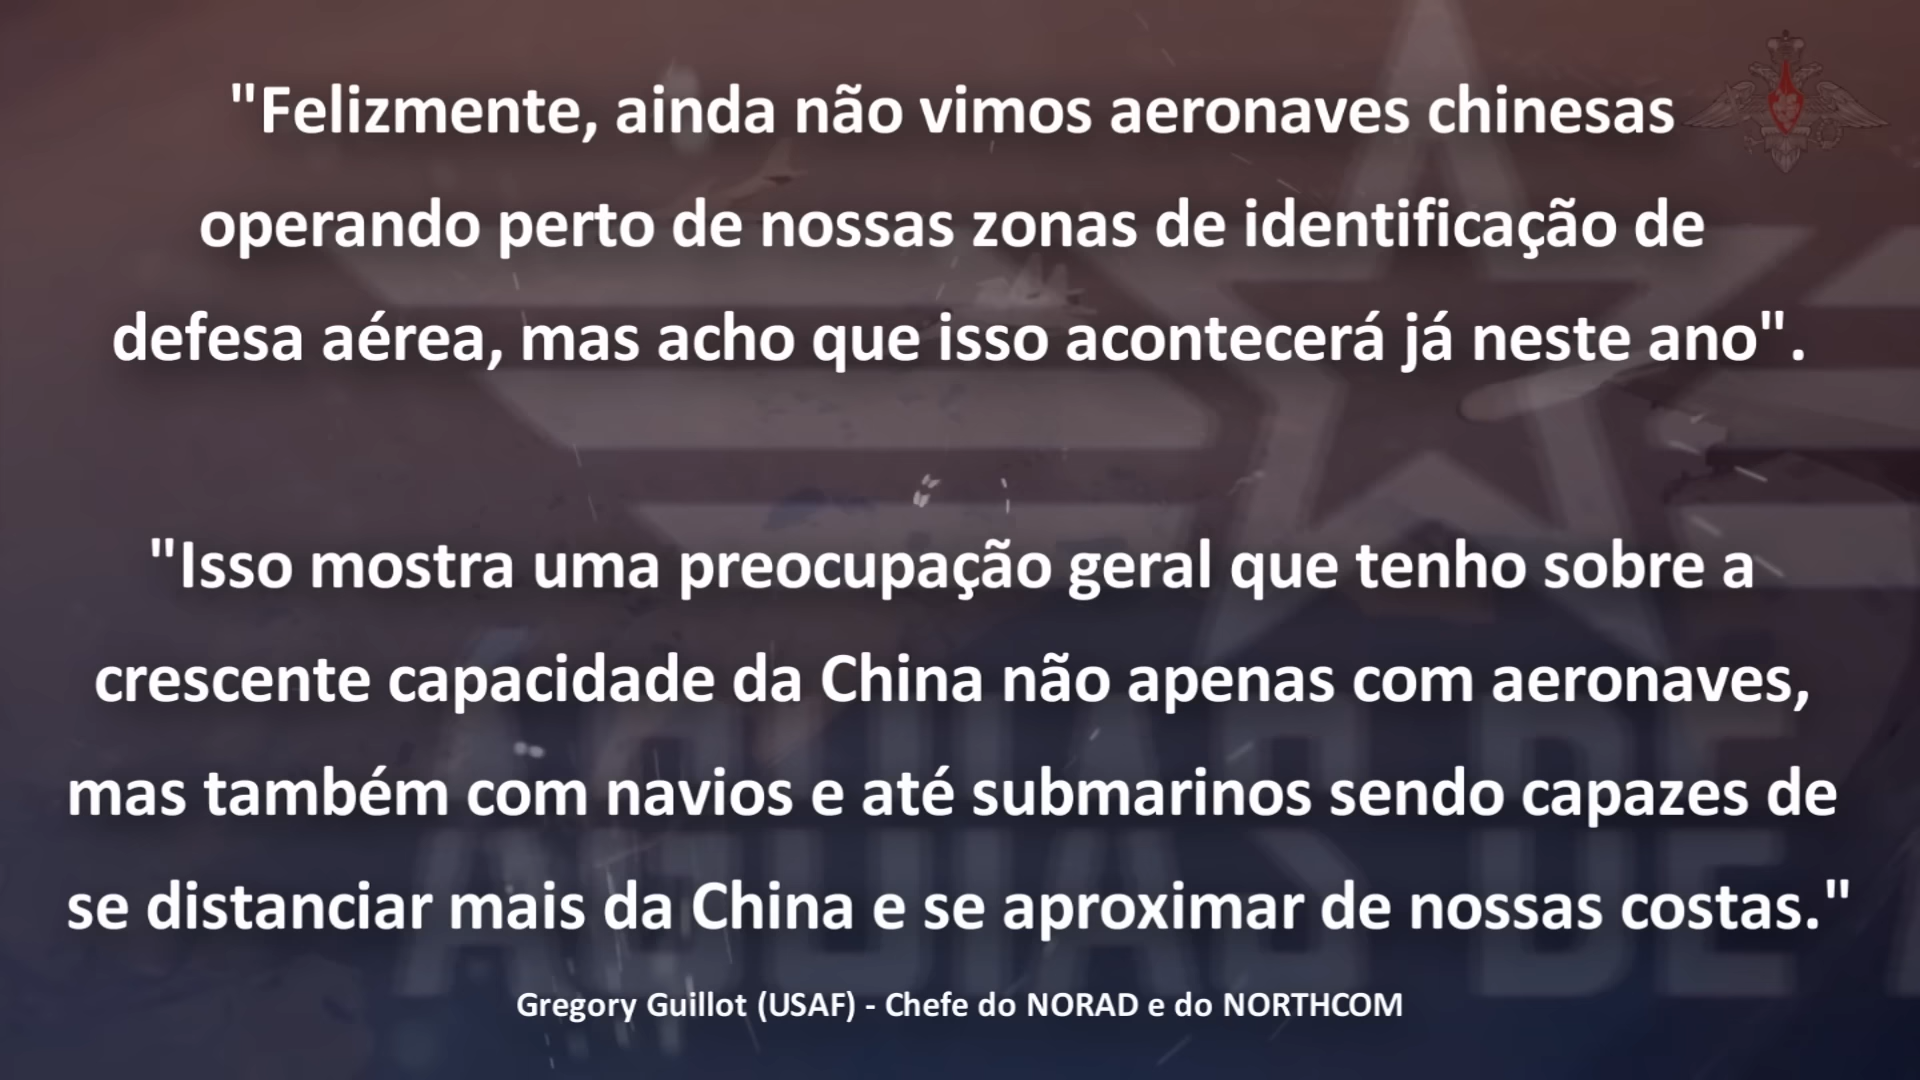 "Felizmente, ainda não vimos aeronaves chinesas
operando perto de nossas zonas de identificação de
defesa aérea, mas acho que isso acontecerá já neste ano".
"Isso mostra uma preocupação geral que tenho sobre a
crescente capacidade da China não apenas com aeronaves,
mas também com navios e até submarinos sendo capazes de
se distanciar mais da China e se aproximar de nossas costas."
AGUIAS DE
Gregory Guillot (USAF) - Chefe do NORAD e do NORTHCOM